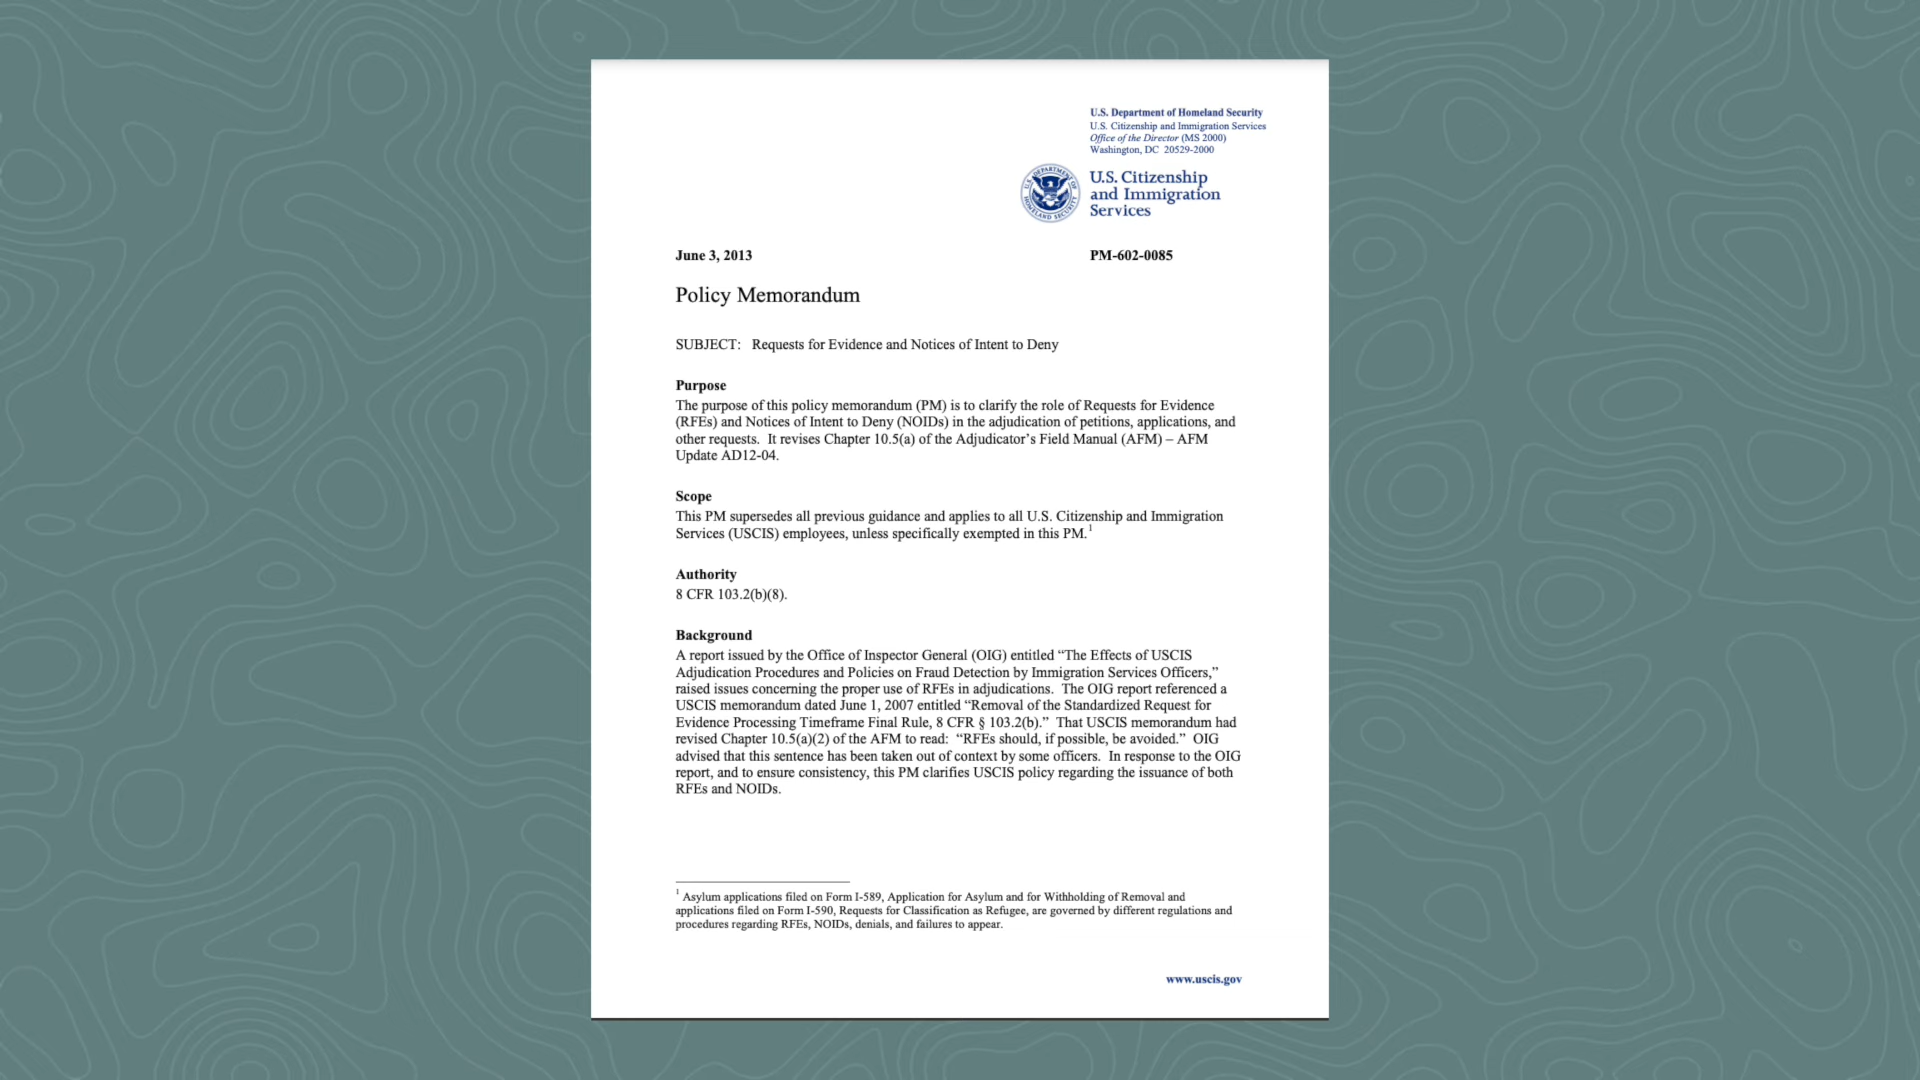 U.S. Department of Homeland Security
U.S. Citizenship and Immigration Services
Office of the Director (MS 2000)
Washington, DC 20529-2000
U.S. DEPARTMENT OF
HOMELAND SECURITY
U.S. Citizenship
and Immigration
Services
June 3, 2013
PM-602-0085
Policy Memorandum
SUBJECT: Requests for Evidence and Notices of Intent to Deny
Purpose
The purpose of this policy memorandum (PM) is to clarify the role of Requests for Evidence
(RFEs) and Notices of Intent to Deny (NOIDs) in the adjudication of petitions, applications, and
other requests. It revises Chapter 10.5(a) of the Adjudicator’s Field Manual (AFM) – AFM
Update AD12-04.
Scope
This PM supersedes all previous guidance and applies to all U.S. Citizenship and Immigration
Services (USCIS) employees, unless specifically exempted in this PM.1
Authority
8 CFR 103.2(b)(8).
Background
A report issued by the Office of Inspector General (OIG) entitled “The Effects of USCIS
Adjudication Procedures and Policies on Fraud Detection by Immigration Services Officers,”
raised issues concerning the proper use of RFEs in adjudications. The OIG report referenced a
USCIS memorandum dated June 1, 2007 entitled “Removal of the Standardized Request for
Evidence Processing Timeframe Final Rule, 8 CFR § 103.2(b).” That USCIS memorandum had
revised Chapter 10.5(a)(2) of the AFM to read: “RFEs should, if possible, be avoided.” OIG
advised that this sentence has been taken out of context by some officers. In response to the OIG
report, and to ensure consistency, this PM clarifies USCIS policy regarding the issuance of both
RFEs and NOIDs.
1 Asylum applications filed on Form I-589, Application for Asylum and for Withholding of Removal and
applications filed on Form I-590, Requests for Classification as Refugee, are governed by different regulations and
procedures regarding RFEs, NOIDs, denials, and failures to appear.
www.uscis.gov